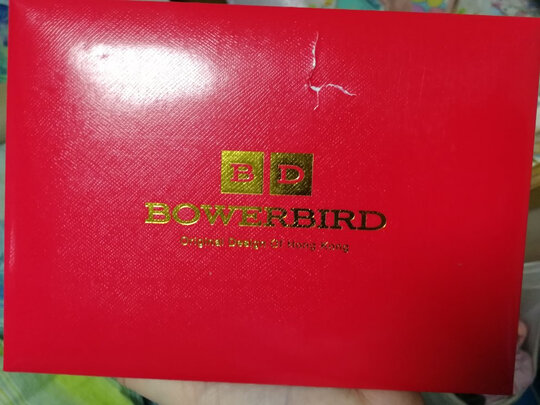 B D
BOWERBIRD
Original Design Of Hong Kong